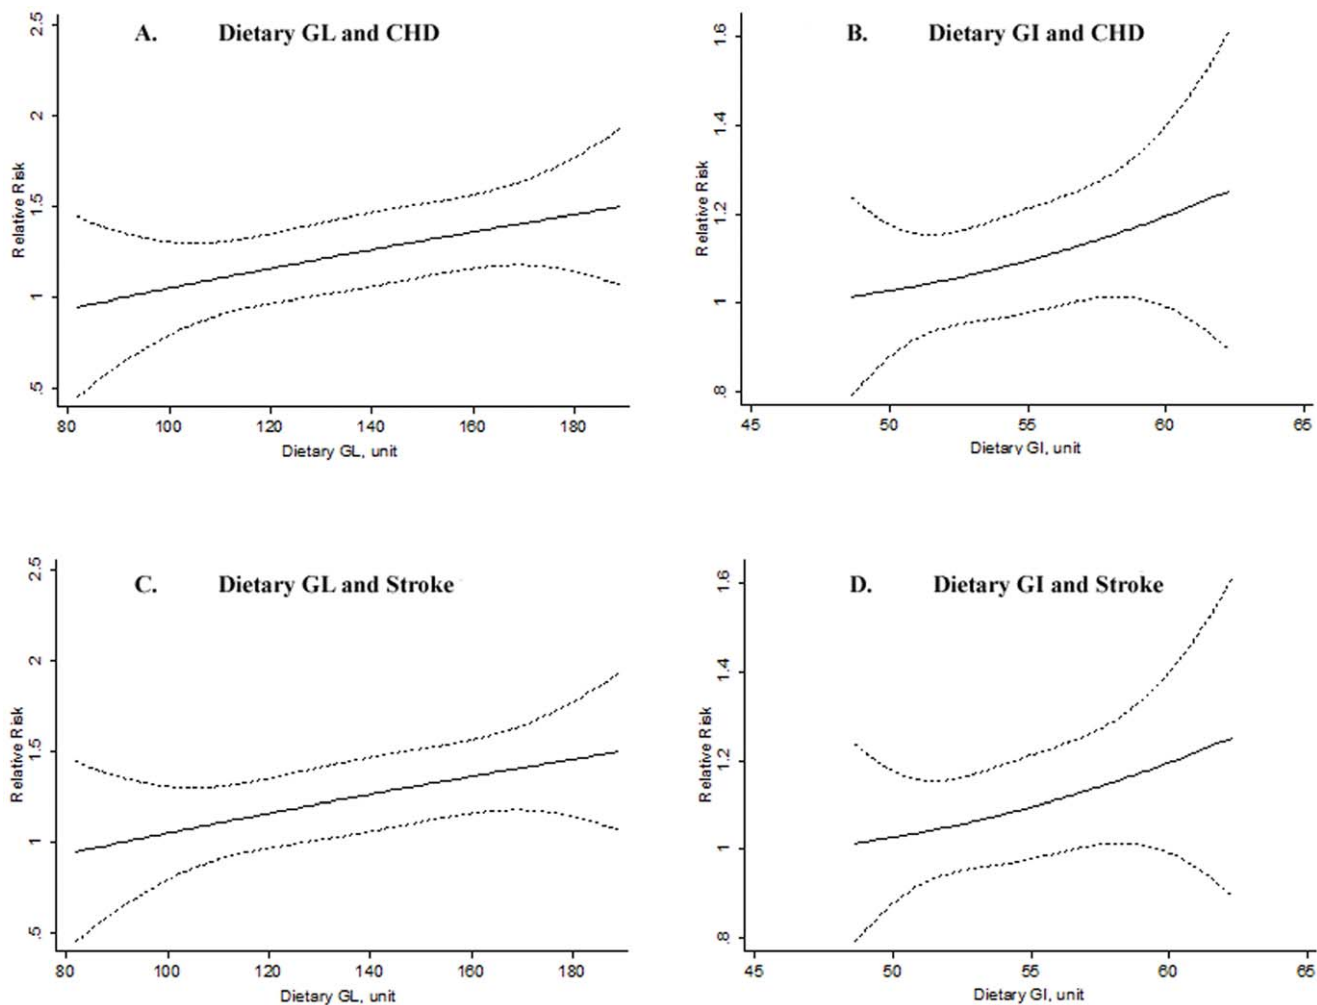 A. Dietary GL and CHD
2.5
2
1.5
1
.5
Relative Risk
80 100 120 140 160 180
Dietary GL, unit
B. Dietary GI and CHD
1.6
1.4
1.2
1
.8
Relative Risk
45 50 55 60 65
Dietary GI, unit
C. Dietary GL and Stroke
2.5
2
1.5
1
.5
Relative Risk
80 100 120 140 160 180
Dietary GL, unit
D. Dietary GI and Stroke
1.6
1.4
1.2
1
.8
Relative Risk
45 50 55 60 65
Dietary GI, unit